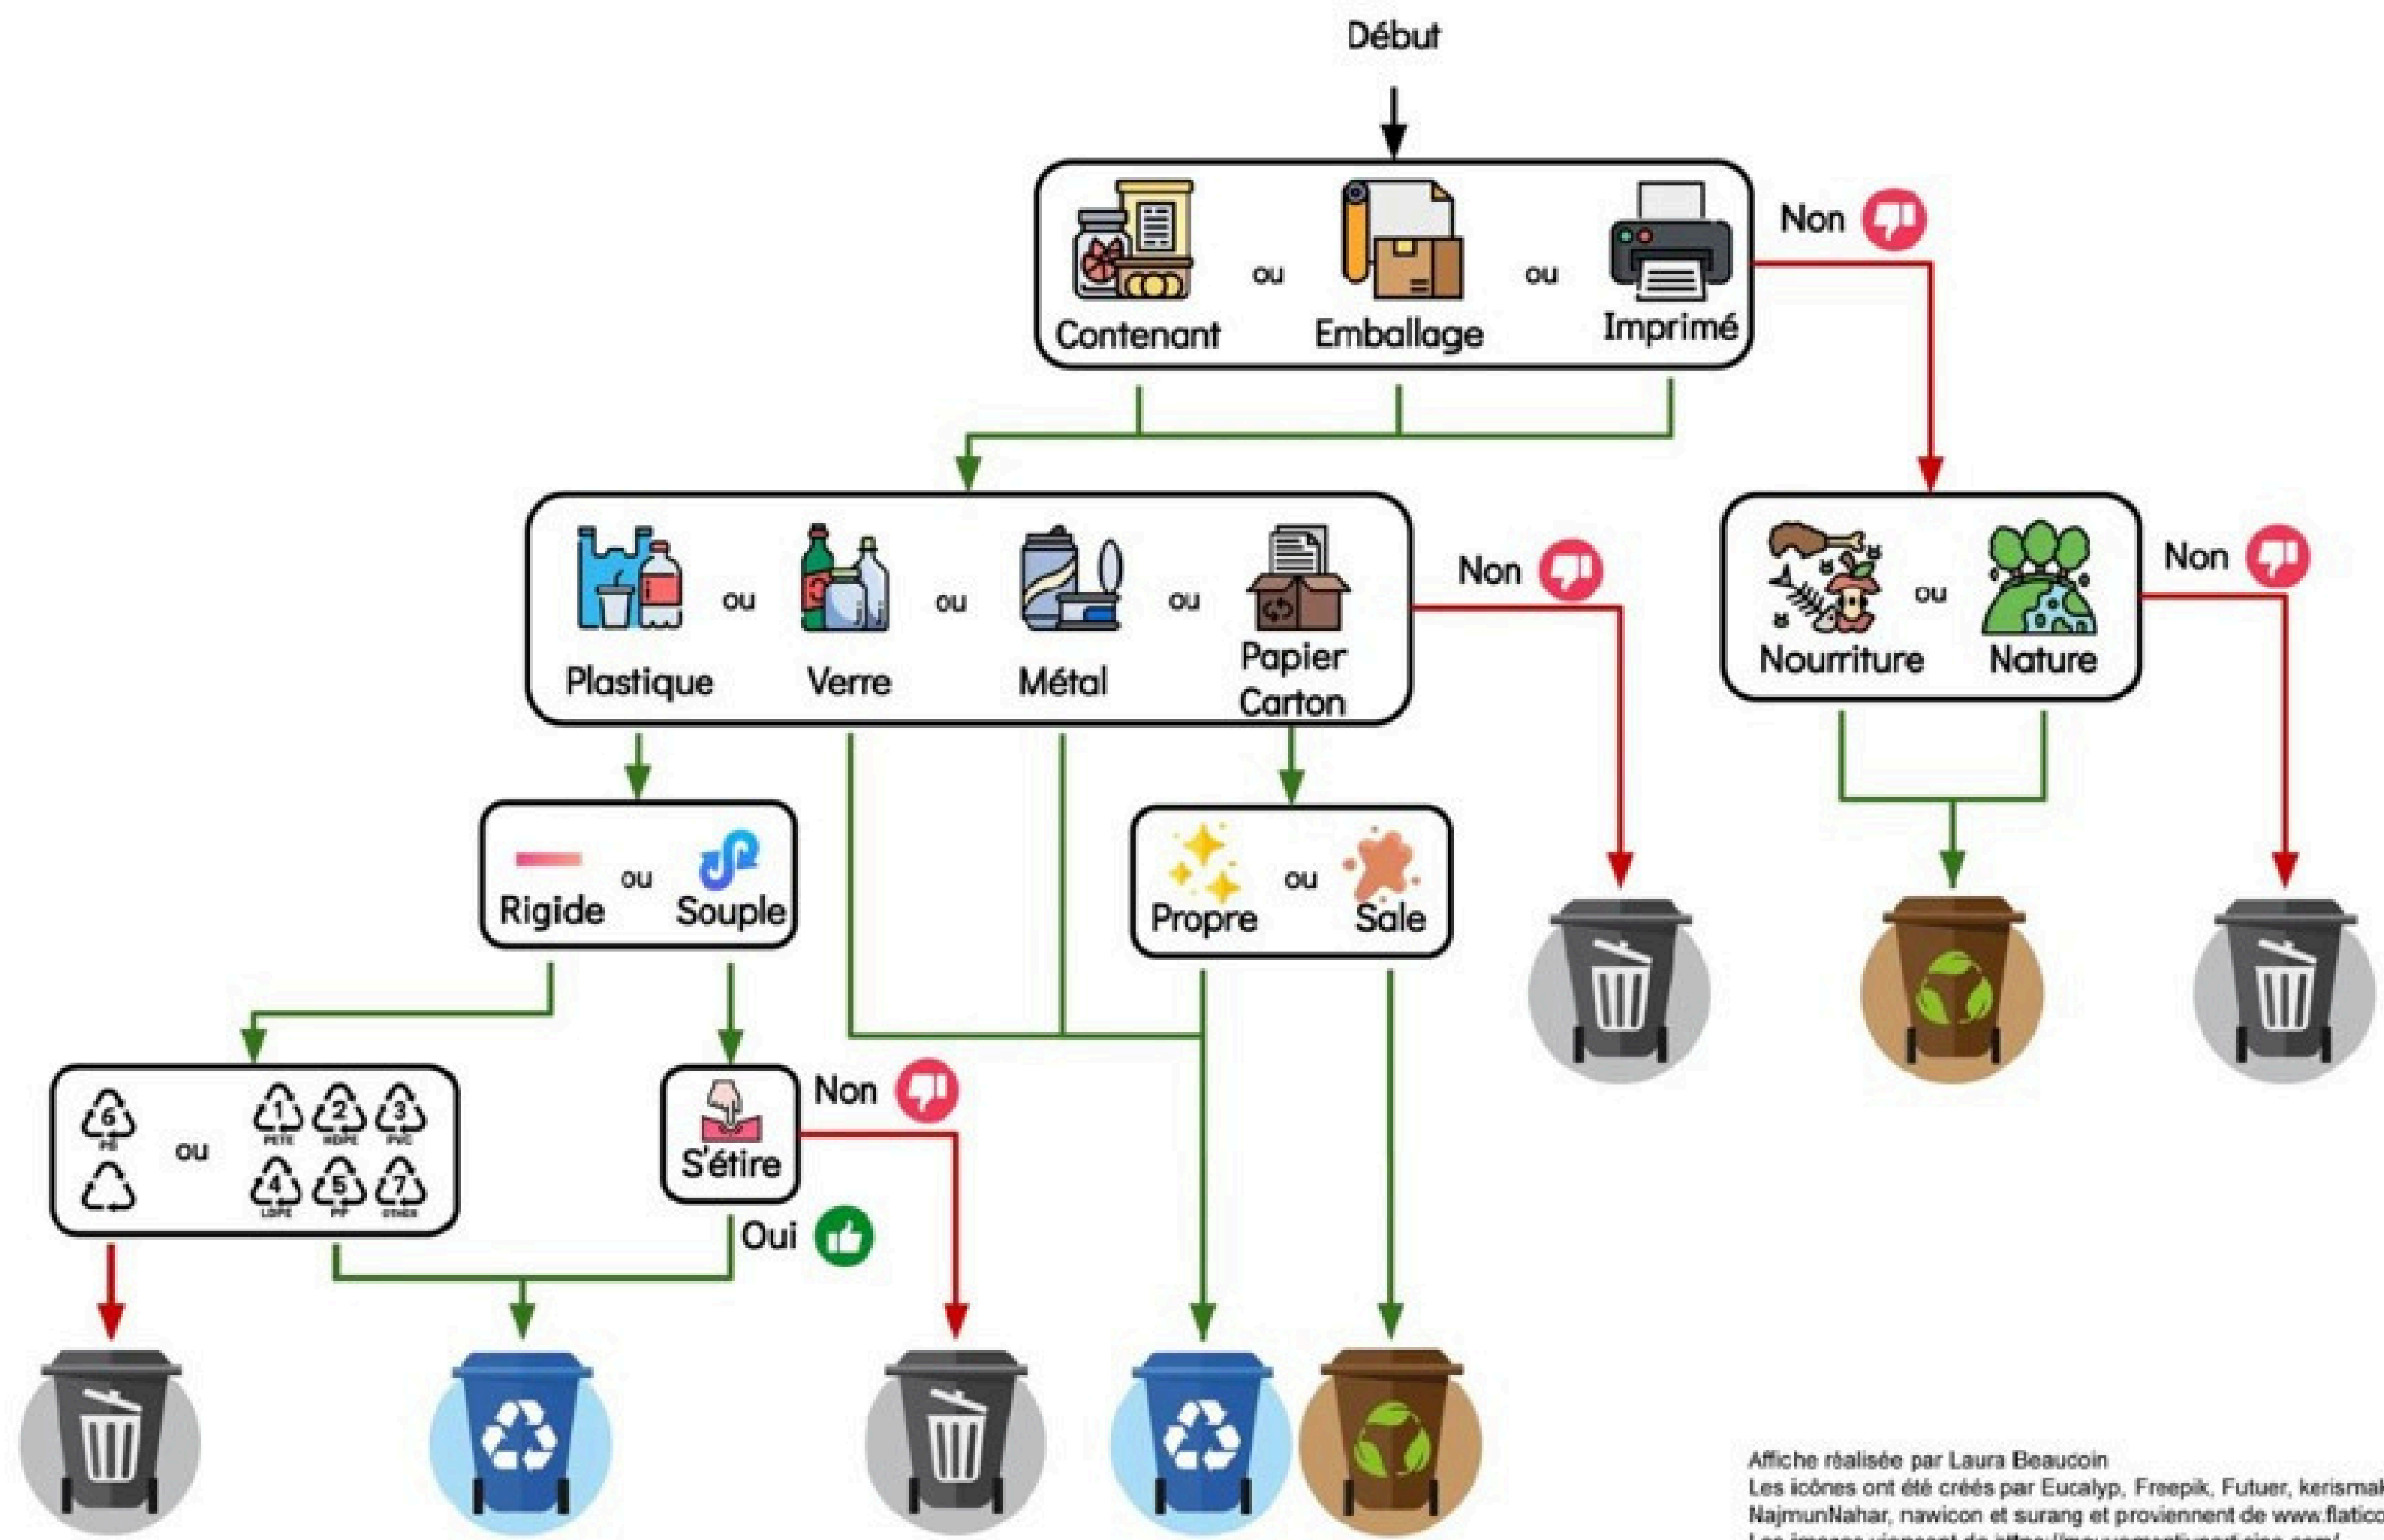 Début
Non
ou
ou
Contenant
Emballage
Imprimé
Non
Non
ou
ou
ou
ou
Plastique
Verre
Métal
Papier
Carton
Nourriture
Nature
ou
ou
Rigide
Souple
Propre
Sale
Non
6
1
2
3
PETE
HDPE
PVC
ou
S'étire
4
5
7
LDPE
PP
OTHER
Oui
Affiche réalisée par Laura Beaudoin
Les icônes ont été créés par Eucalyp, Freepik, Futuer, kerismak
NajmunNahar, nawicon et surang et proviennent de www.flatico